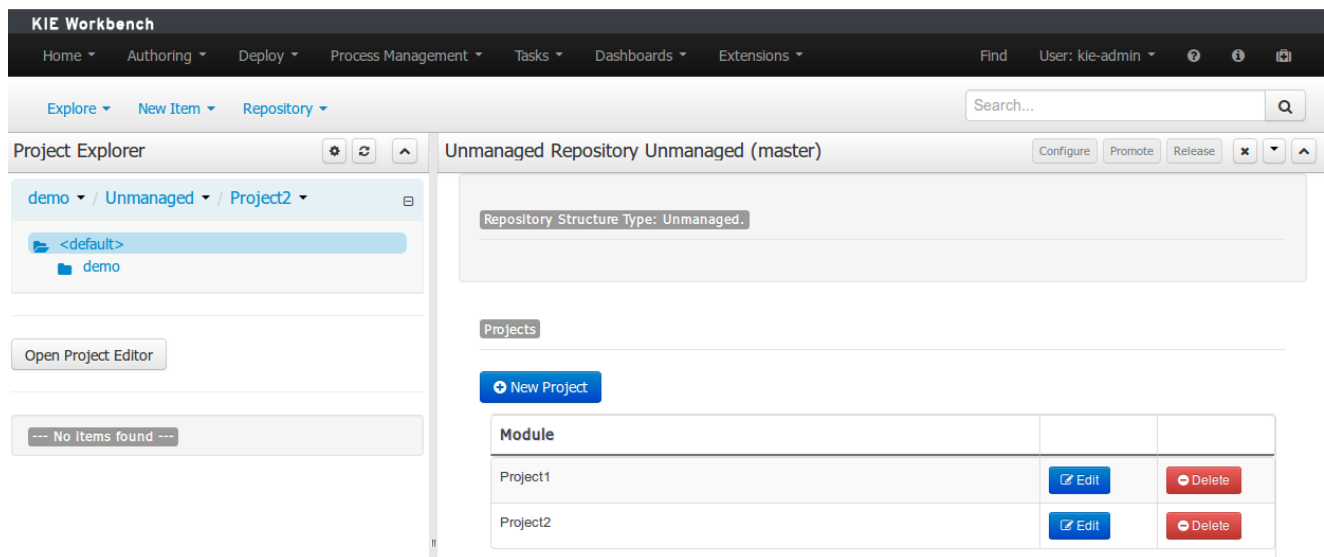 KIE Workbench
Home Authoring Deploy Process Management Tasks Dashboards Extensions Find User: kie-admin
Explore New Item Repository Search...
Project Explorer
demo / Unmanaged / Project2
<default>
demo
Open Project Editor
--- No Items found ---
Unmanaged Repository Unmanaged (master) Configure Promote Release
Repository Structure Type: Unmanaged.
Projects
New Project
Module
Project1 Edit Delete
Project2 Edit Delete